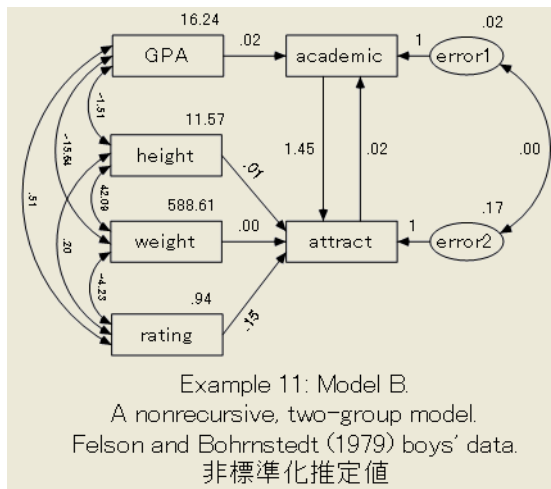 16.24
.02
GPA
.02
academic
1
error1
-1.51
11.57
-15.64
height
1.45
.02
.00
.51
-.01
42.09
588.61
.17
.20
weight
.00
attract
1
error2
-4.23
.94
.15
rating
Example 11: Model B.
A nonrecursive, two-group model.
Felson and Bohrnstedt (1979) boys' data.
非標準化推定値